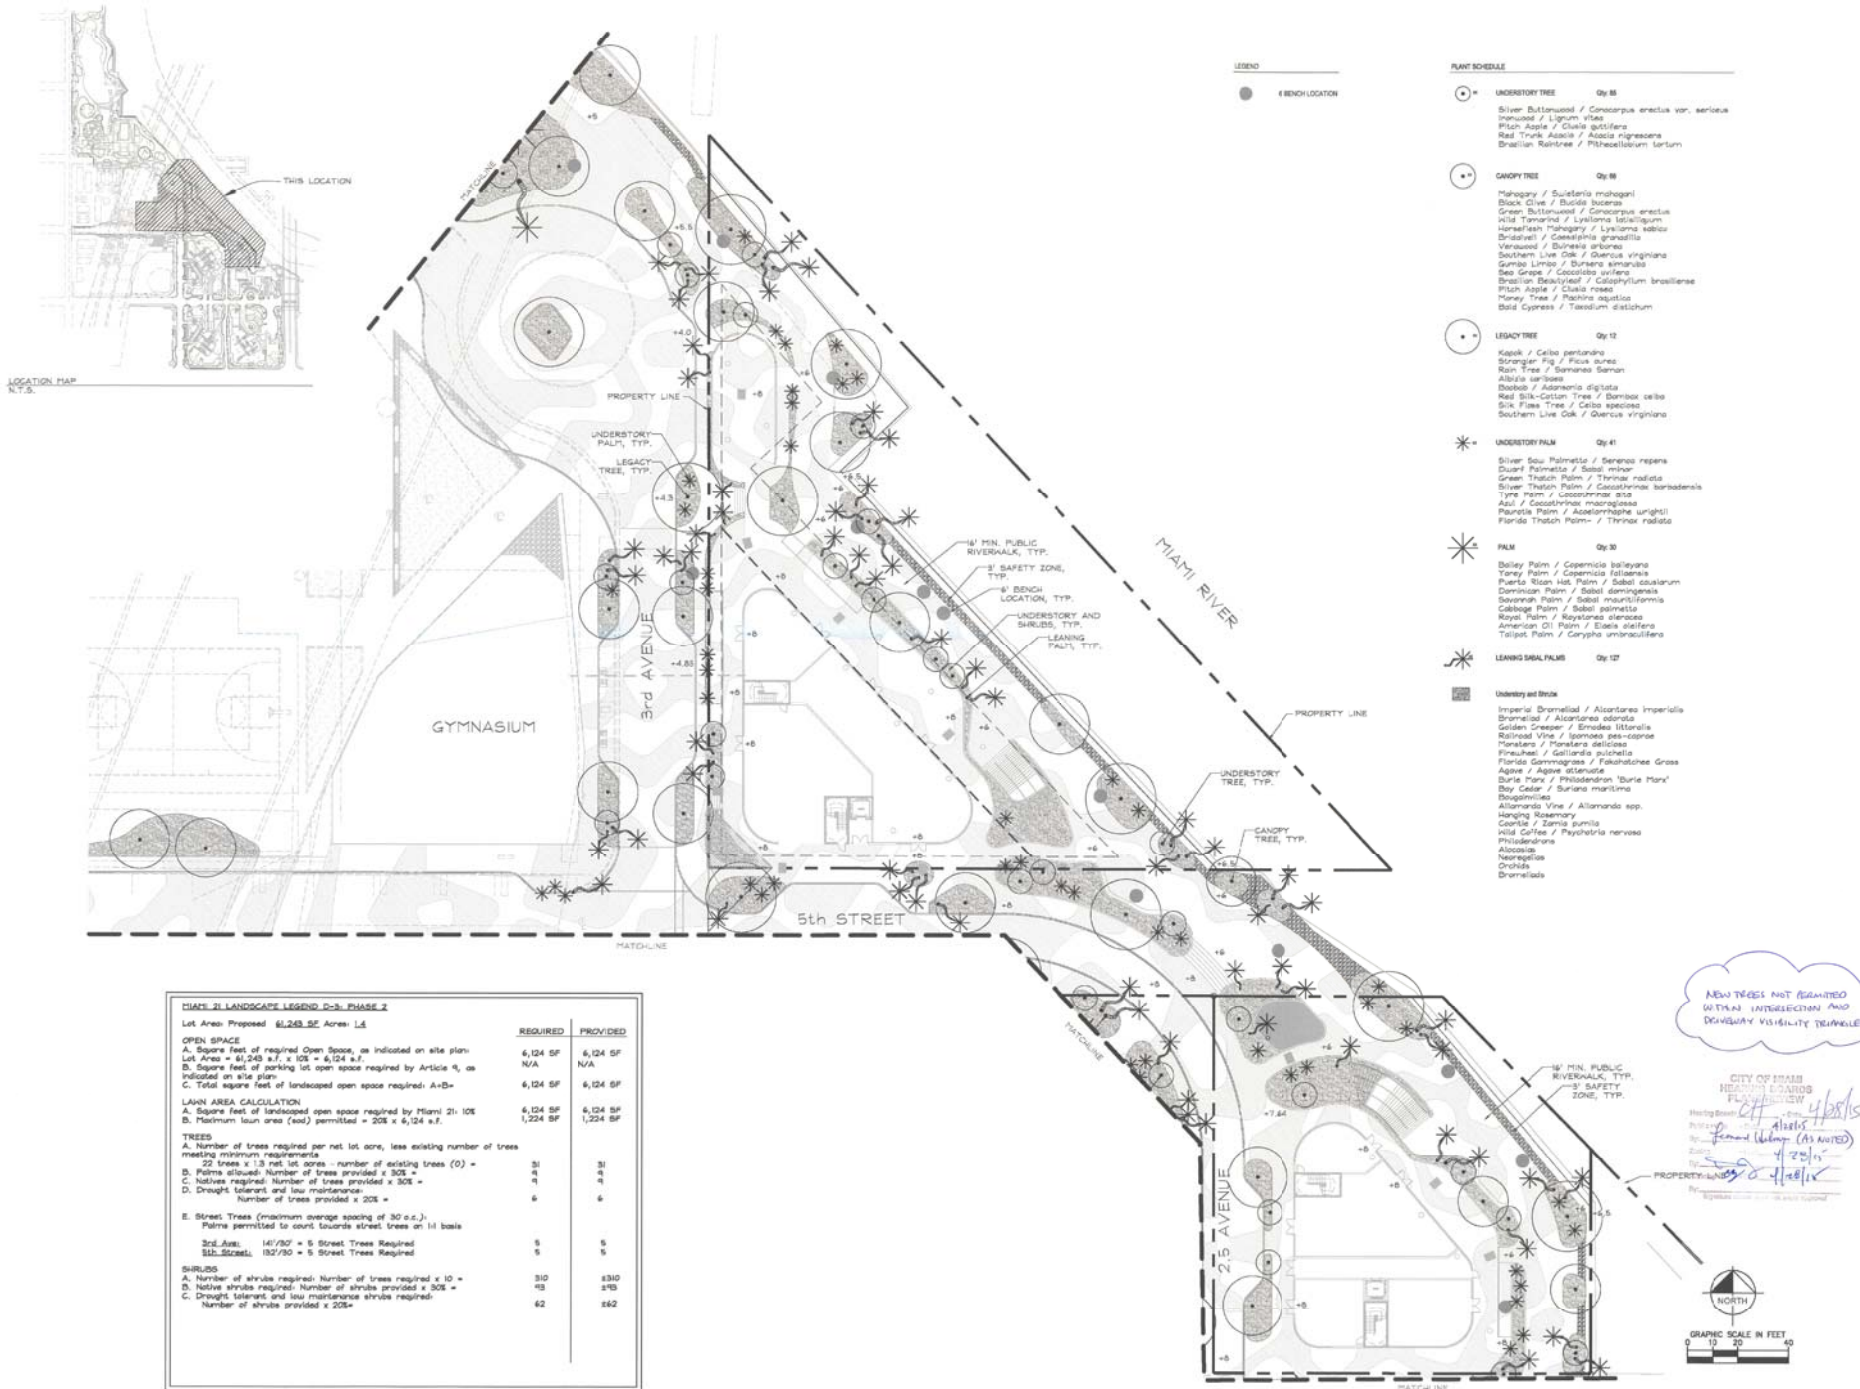 THIS LOCATION
LOCATION MAP
N.T.S.
LEGEND
6 BENCH LOCATION
PLANT SCHEDULE
UNDERSTORY TREE
Silver Buttonwood / Conocarpus erectus var. sericeus
Ironwood / Lignum vitea
Pitch Apple / Clusia guttifera
Red Trunk Acacia / Acacia nigrescens
Brazilian Raintree / Pithecellobium tortum
CANOPY TREE
Mahogany / Swietenia mahogani
Black Olive / Bucida buceras
Green Buttonwood / Conocarpus erectus
Wild Tamarind / Lysiloma latisiliquum
Horseflesh Mahogany / Lysiloma sabicu
Bridalveil / Caesalpinia granadillo
Verawood / Bulnesia arborea
Southern Live Oak / Quercus virginiana
Gumbo Limbo / Bursera simaruba
Sea Grape / Coccoloba uvifera
Brazilian Beautyleaf / Calophyllum brasiliense
Pitch Apple / Clusia rosea
Money Tree / Pachira aquatica
Bald Cypress / Taxodium distichum
LEGACY TREE Qty: 12
Kapok / Ceiba pentandra
Strangler Fig / Ficus aurea
Rain Tree / Samanea Saman
Albizia caribaea
Baobab / Adansonia digitata
Red Silk-Cotton Tree / Bombax ceiba
Silk Floss Tree / Ceiba speciosa
Southern Live Oak / Quercus virginiana
UNDERSTORY PALM Qty: 41
Silver Saw Palmetto / Serenoa repens
Dwarf Palmetto / Sabal minor
Green Thatch Palm / Thrinax radiata
Silver Thatch Palm / Coccothrinax barbadensis
Tyre Palm / Coccothrinax alta
Azul / Coccothrinax macroglossa
Paurotis Palm / Acoelorrhaphe wrightii
Florida Thatch Palm- / Thrinax radiata
PALM Qty: 30
Bailey Palm / Copernicia baileyana
Yarey Palm / Copernicia fallaensis
Puerto Rican Hat Palm / Sabal causiarum
Dominican Palm / Sabal domingensis
Savannah Palm / Sabal mauritiiformis
Cabbage Palm / Sabal palmetto
Royal Palm / Roystonea oleracea
American Oil Palm / Elaeis oleifera
Talipot Palm / Corypha umbraculifera
LEANING SABAL PALMS Qty: 127
Understory and Shrubs
Imperial Bromeliad / Alcantarea imperialis
Bromeliad / Alcantarea odorata
Golden Creeper / Ernodea littoralis
Railroad Vine / Ipomoea pes-caprae
Monstera / Monstera deliciosa
Firewheel / Gaillardia pulchella
Florida Gammagrass / Fakahatchee Grass
Agave / Agave attenuate
Burle Marx / Philodendron 'Burle Marx'
Bay Cedar / Suriana maritima
Bougainvillea
Allamanda Vine / Allamanda spp.
Hanging Rosemary
Coontie / Zamia pumila
Wild Coffee / Psychotria nervosa
Philodendrons
Alocasias
Neoregelias
Orchids
Bromeliads
MATCHLINE
PROPERTY LINE
UNDERSTORY
PALM, TYP.
LEGACY
TREE, TYP.
16' MIN. PUBLIC
RIVERWALK, TYP.
3' SAFETY ZONE,
TYP.
6' BENCH
LOCATION, TYP.
UNDERSTORY AND
SHRUBS, TYP.
LEANING
PALM, TYP.
MIAMI RIVER
PROPERTY LINE
3rd AVENUE
GYMNASIUM
UNDERSTORY
TREE, TYP.
CANOPY
TREE, TYP.
5th STREET
MATCHLINE
MATCHLINE
2.5 AVENUE
16' MIN. PUBLIC
RIVERWALK, TYP.
3' SAFETY
ZONE, TYP.
MATCHLINE
NEW TREES NOT PERMITTED
WITHIN INTERSECTION AND
DRIVEWAY VISIBILITY TRIANGLE
CITY OF MIAMI
HEARING BOARDS
PLAN REVIEW
4/28/15
(AS NOTED)
NORTH
GRAPHIC SCALE IN FEET
0 10 20 40
MIAMI 21 LANDSCAPE LEGEND D-3: PHASE 2
Lot Area: Proposed 61,243 SF Acres: 1.4
REQUIRED PROVIDED
OPEN SPACE
A. Square feet of required Open Space, as indicated on site plan:
Lot Area = 61,243 s.f. x 10% = 6,124 s.f. 6,124 SF 6,124 SF
B. Square feet of parking lot open space required by Article 9, as N/A N/A
indicated on site plan:
C. Total square feet of landscaped open space required: A+B= 6,124 SF 6,124 SF
LAWN AREA CALCULATION
A. Square feet of landscaped open space required by Miami 21: 10% 6,124 SF 6,124 SF
B. Maximum lawn area (sod) permitted = 20% x 6,124 s.f. 1,224 SF 1,224 SF
TREES
A. Number of trees required per net lot acre, less existing number of trees
meeting minimum requirements
22 trees x 1.3 net lot acres - number of existing trees (0) = 31 31
B. Palms allowed: Number of trees provided x 30% = 9 9
C. Natives required: Number of trees provided x 30% = 9 9
D. Drought tolerant and low maintenance:
Number of trees provided x 20% = 6 6
E. Street Trees (maximum average spacing of 30' o.c.):
Palms permitted to count towards street trees on 1:1 basis
3rd Ave: 141'/30' = 5 Street Trees Required 5 5
5th Street: 132'/30 = 5 Street Trees Required 5 5
SHRUBS
A. Number of shrubs required: Number of trees required x 10 = 310 ±310
B. Native shrubs required: Number of shrubs provided x 30% = 93 ±93
C. Drought tolerant and low maintenance shrubs required:
Number of shrubs provided x 20%= 62 ±62